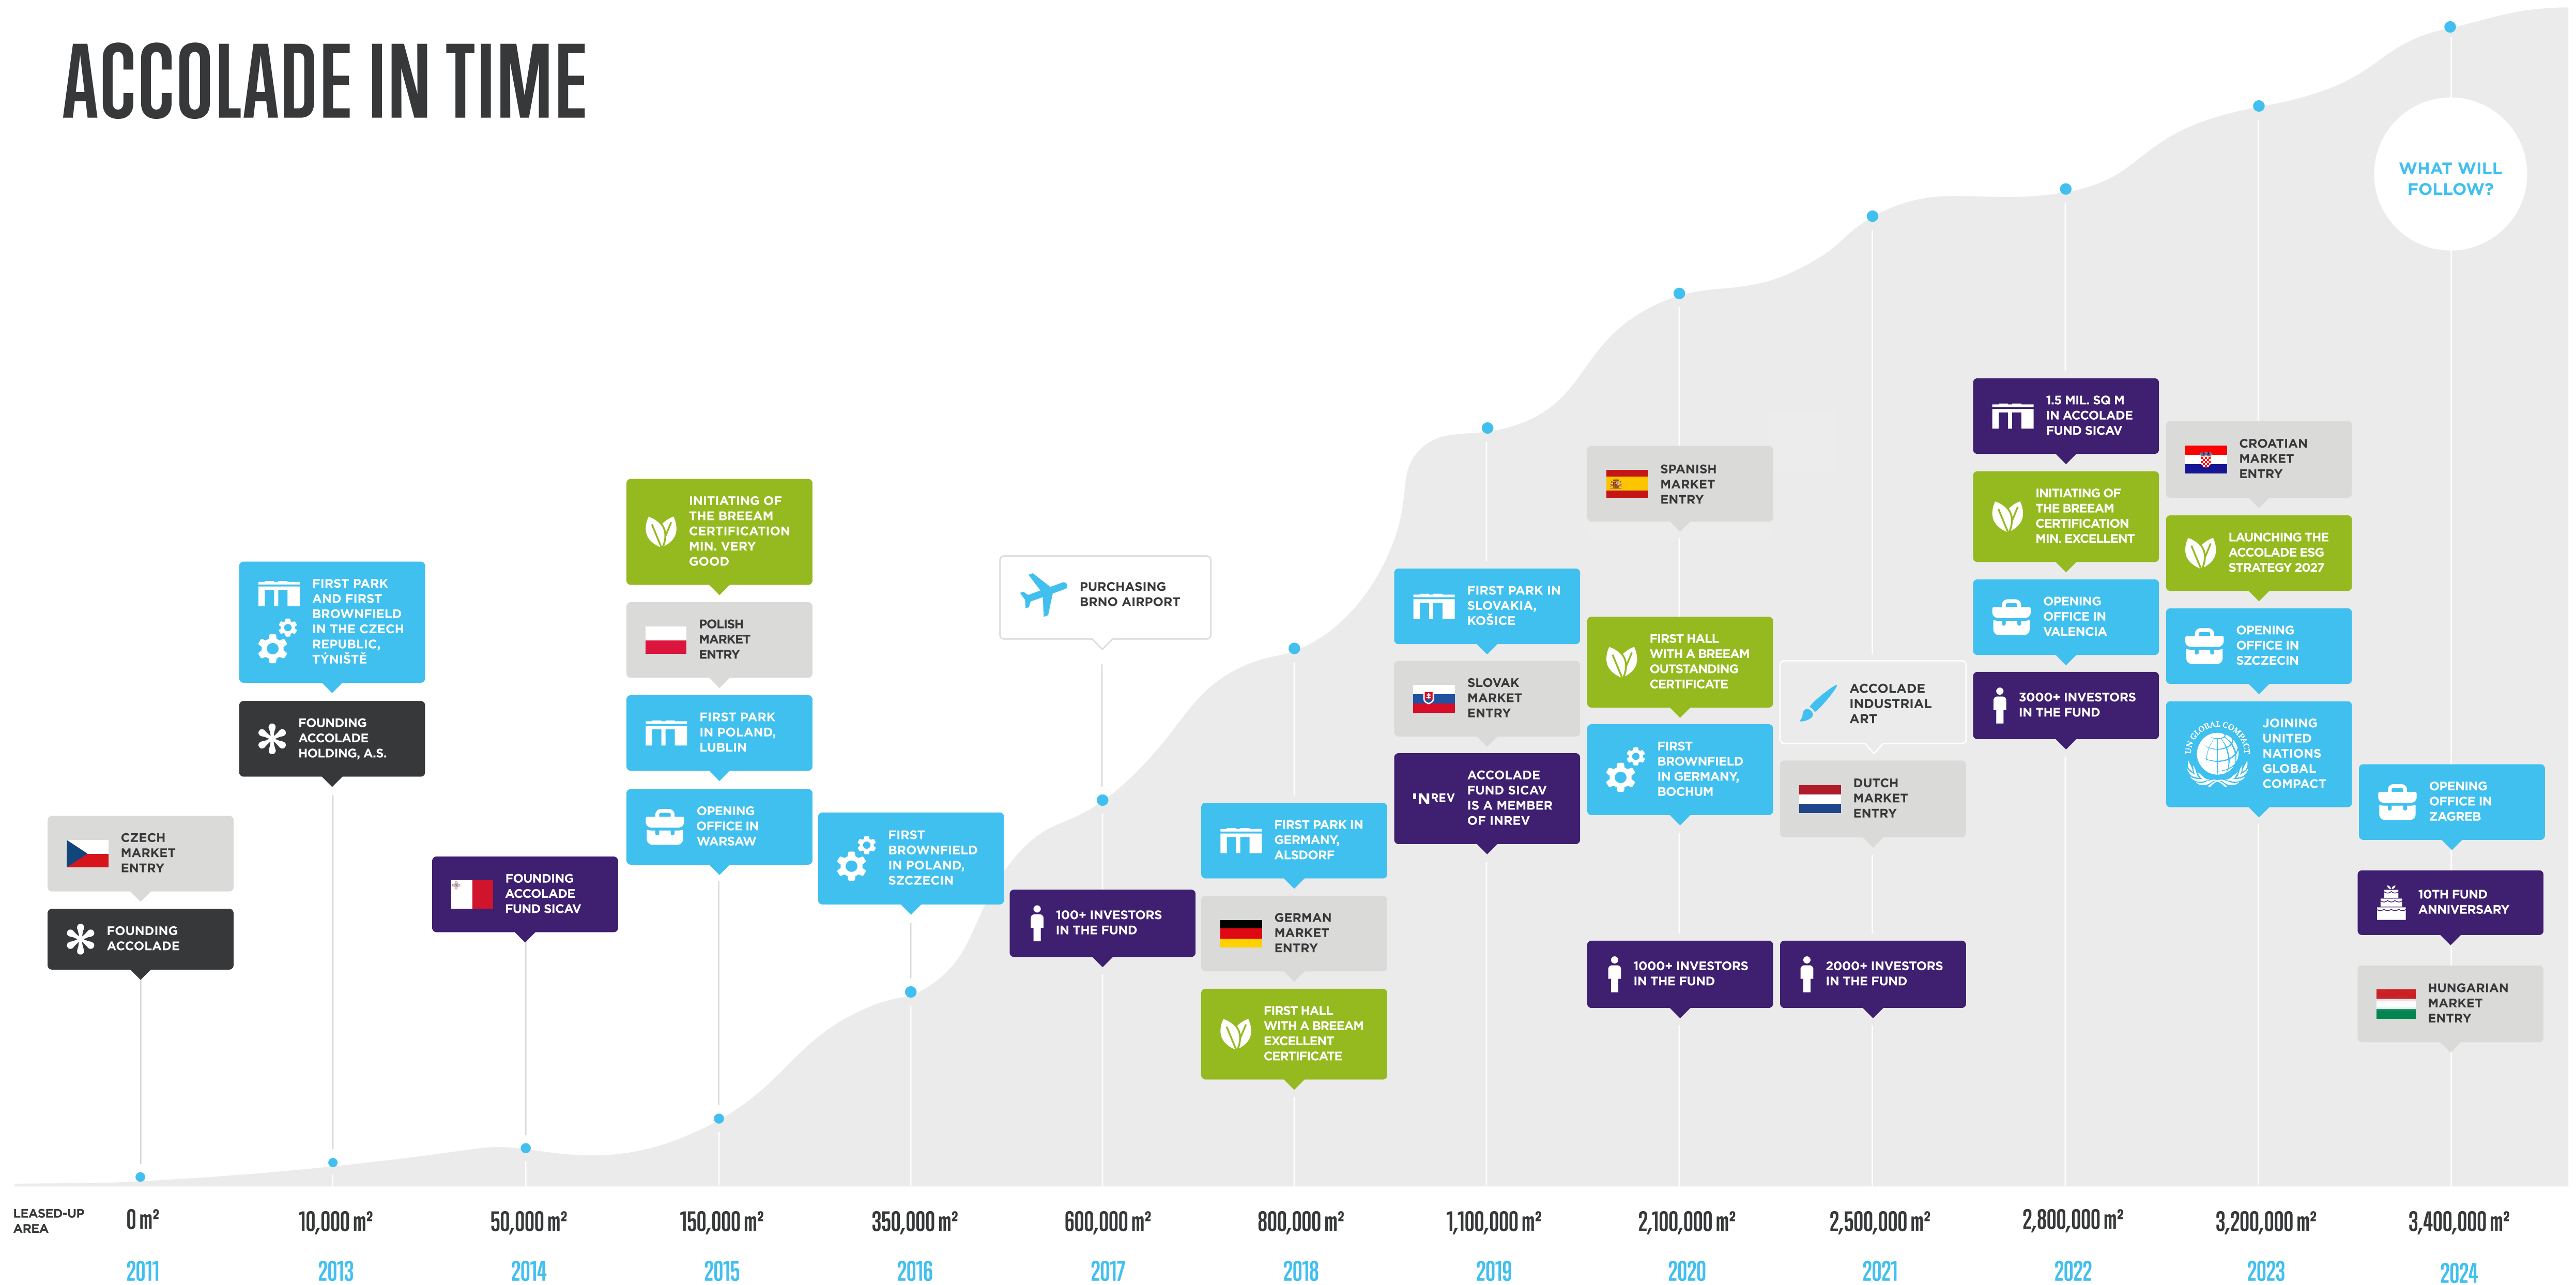 ACCOLADE IN TIME
WHAT WILL
FOLLOW?
CZECH
MARKET
ENTRY
FOUNDING
ACCOLADE
FIRST PARK
AND FIRST
BROWNFIELD
IN THE CZECH
REPUBLIC,
TÝNIŠTĚ
FOUNDING
ACCOLADE
HOLDING, A.S.
FOUNDING
ACCOLADE
FUND SICAV
INITIATING OF
THE BREEAM
CERTIFICATION
MIN. VERY
GOOD
POLISH
MARKET
ENTRY
FIRST PARK
IN POLAND,
LUBLIN
OPENING
OFFICE IN
WARSAW
FIRST
BROWNFIELD
IN POLAND,
SZCZECIN
PURCHASING
BRNO AIRPORT
100+ INVESTORS
IN THE FUND
FIRST PARK IN
GERMANY,
ALSDORF
GERMAN
MARKET
ENTRY
FIRST HALL
WITH A BREEAM
EXCELLENT
CERTIFICATE
FIRST PARK IN
SLOVAKIA,
KOŠICE
SLOVAK
MARKET
ENTRY
INREV
ACCOLADE
FUND SICAV
IS A MEMBER
OF INREV
SPANISH
MARKET
ENTRY
FIRST HALL
WITH A BREEAM
OUTSTANDING
CERTIFICATE
FIRST
BROWNFIELD
IN GERMANY,
BOCHUM
1000+ INVESTORS
IN THE FUND
ACCOLADE
INDUSTRIAL
ART
DUTCH
MARKET
ENTRY
2000+ INVESTORS
IN THE FUND
1.5 MIL. SQ M
IN ACCOLADE
FUND SICAV
INITIATING OF
THE BREEAM
CERTIFICATION
MIN. EXCELLENT
OPENING
OFFICE IN
VALENCIA
3000+ INVESTORS
IN THE FUND
CROATIAN
MARKET
ENTRY
LAUNCHING THE
ACCOLADE ESG
STRATEGY 2027
OPENING
OFFICE IN
SZCZECIN
UN GLOBAL COMPACT
JOINING
UNITED
NATIONS
GLOBAL
COMPACT
OPENING
OFFICE IN
ZAGREB
10TH FUND
ANNIVERSARY
HUNGARIAN
MARKET
ENTRY
LEASED-UP
AREA
0 m² 10,000 m² 50,000 m² 150,000 m² 350,000 m² 600,000 m² 800,000 m² 1,100,000 m² 2,100,000 m² 2,500,000 m² 2,800,000 m² 3,200,000 m² 3,400,000 m²
2011 2013 2014 2015 2016 2017 2018 2019 2020 2021 2022 2023 2024